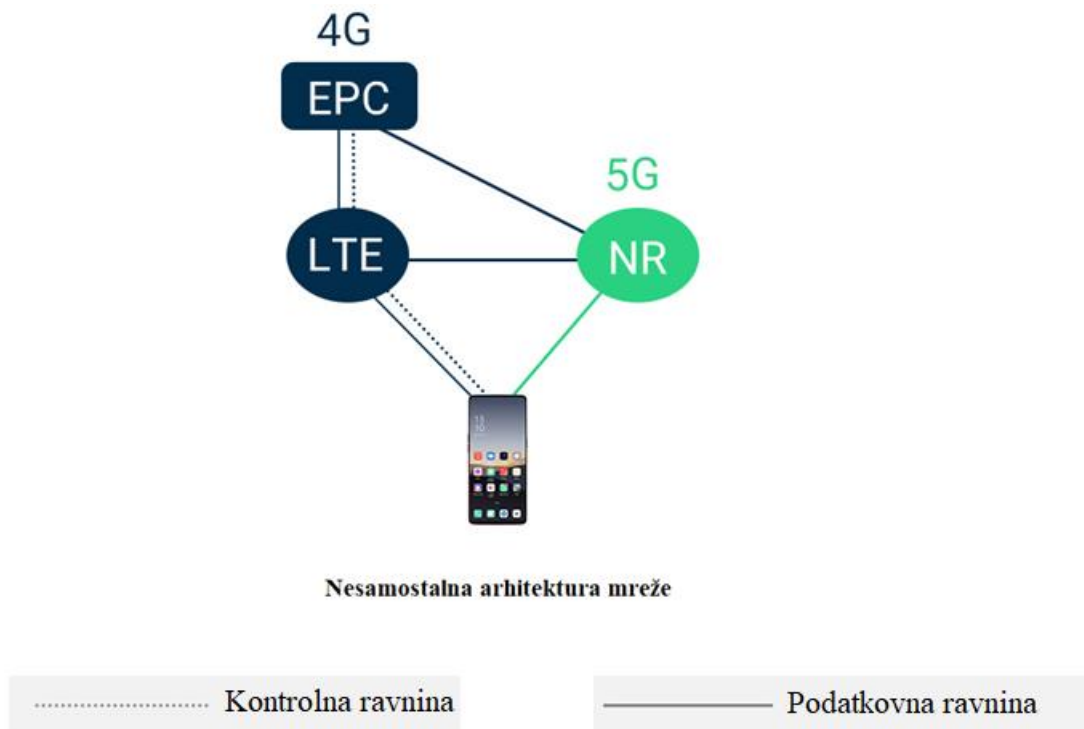 4G
EPC
5G
LTE
NR
Nesamostalna arhitektura mreže
Kontrolna ravnina
Podatkovna ravnina